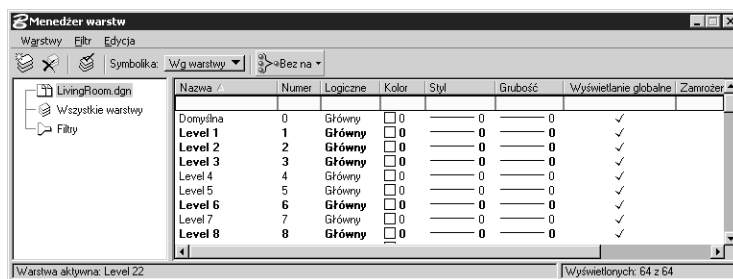 Menedżer warstw
Warstwy Filtr Edycja
Symbolika: Wg warstwy Bez na
LivingRoom.dgn
Wszystkie warstwy
Filtry
Nazwa Numer Logiczne Kolor Styl Grubość Wyświetlanie globalne Zamrożer
Domyślna 0 Główny 0 0 0
Level 1 1 Główny 0 0 0
Level 2 2 Główny 0 0 0
Level 3 3 Główny 0 0 0
Level 4 4 Główny 0 0 0
Level 5 5 Główny 0 0 0
Level 6 6 Główny 0 0 0
Level 7 7 Główny 0 0 0
Level 8 8 Główny 0 0 0
Warstwa aktywna: Level 22 Wyświetlonych: 64 z 64